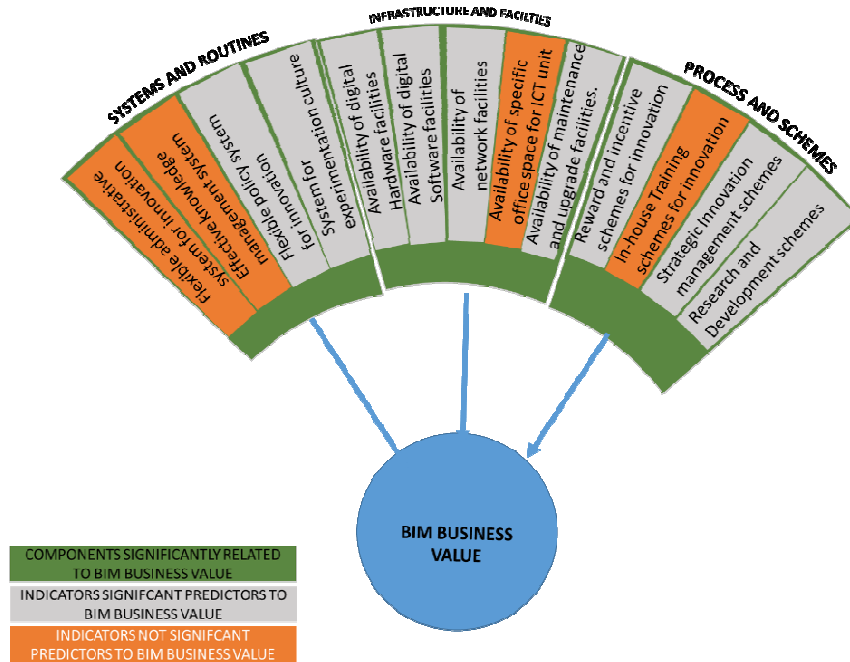 SYSTEMS AND ROUTINES
INFRASTRUCTURE AND FACILTIES
PROCESS AND SCHEMES
Flexible administrative
system for innovation
Effective knowledge
management system
Flexible policy system
for innovation
System for
experimentation culture
Availability of digital
Hardware facilities
Availability of digital
Software facilities
Availability of
network facilities
Availability of specific
office space for ICT unit
Availability of maintenance
and upgrade facilities.
Reward and incentive
schemes for innovation
In-house Training
schemes for innovation
Strategic Innovation
management schemes
Research and
Development schemes
BIM BUSINESS
VALUE
COMPONENTS SIGNIFICANTLY RELATED
TO BIM BUSINESS VALUE
INDICATORS SIGNIFCANT PREDICTORS TO
BIM BUSINESS VALUE
INDICATORS NOT SIGNIFCANT
PREDICTORS TO BIM BUSINESS VALUE